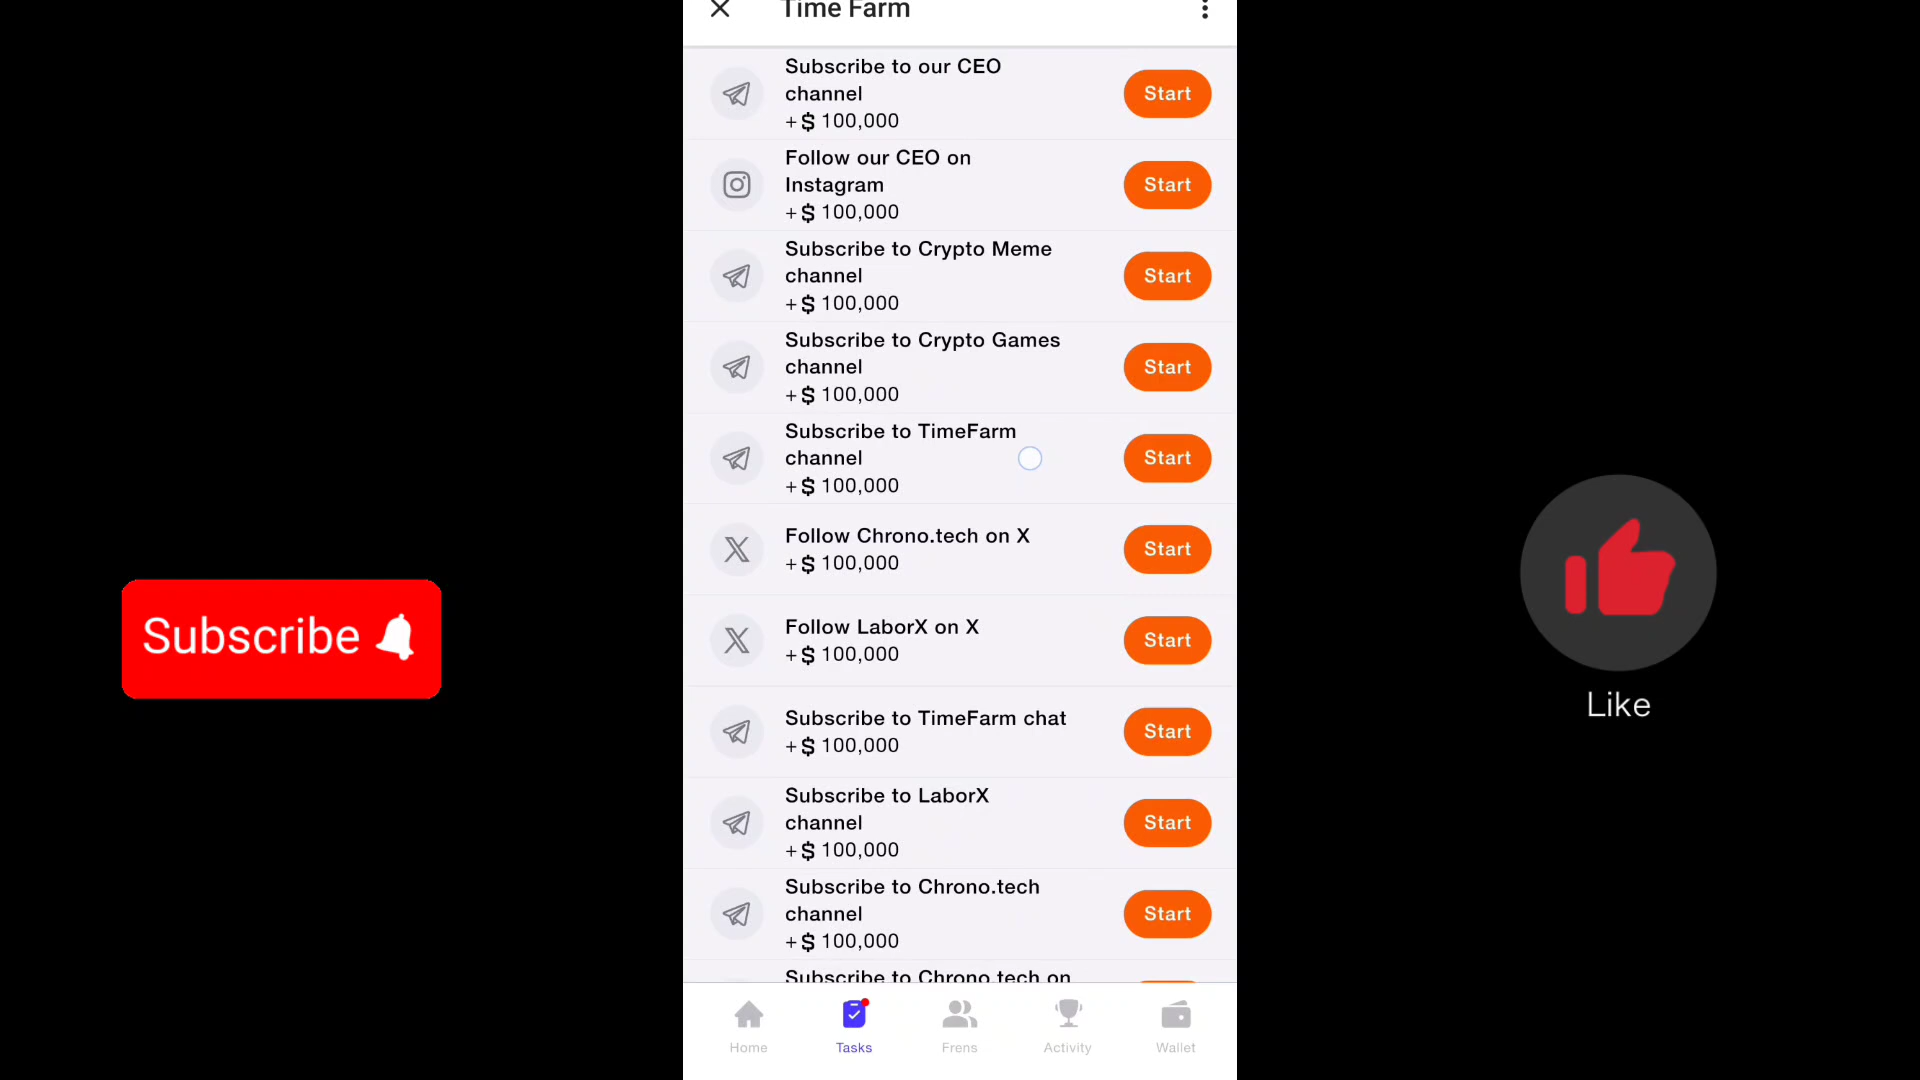 Time Farm
Subscribe to our CEO
channel
+$ 100,000
Start
Follow our CEO on
Instagram
+$ 100,000
Start
Subscribe to Crypto Meme
channel
+$ 100,000
Start
Subscribe to Crypto Games
channel
+$ 100,000
Start
Subscribe to TimeFarm
channel
+$ 100,000
Start
Follow Chrono.tech on X
+$ 100,000
Start
Follow LaborX on X
+$ 100,000
Start
Subscribe to TimeFarm chat
+$ 100,000
Start
Subscribe to LaborX
channel
+$ 100,000
Start
Subscribe to Chrono.tech
channel
+$ 100,000
Start
Subscribe to Chrono.tech on
Home
Tasks
Frens
Activity
Wallet
Subscribe
Like